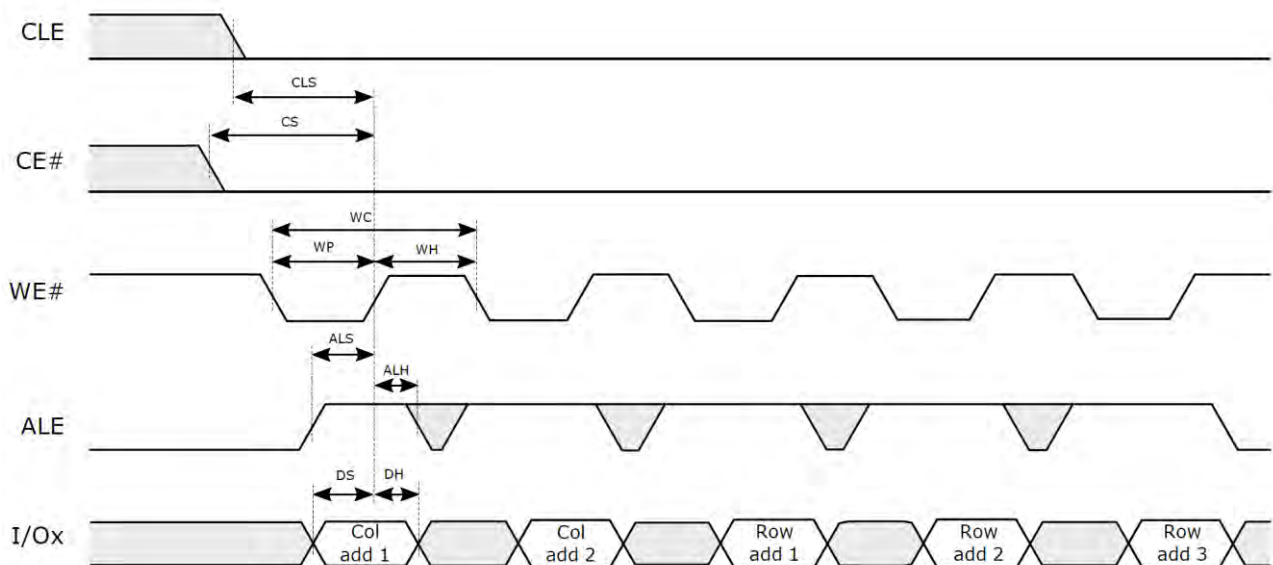 CLE
CLS
CS
CE#
WC
WP WH
WE#
ALS
ALH
ALE
DS DH
I/Ox
Col add 1
Col add 2
Row add 1
Row add 2
Row add 3